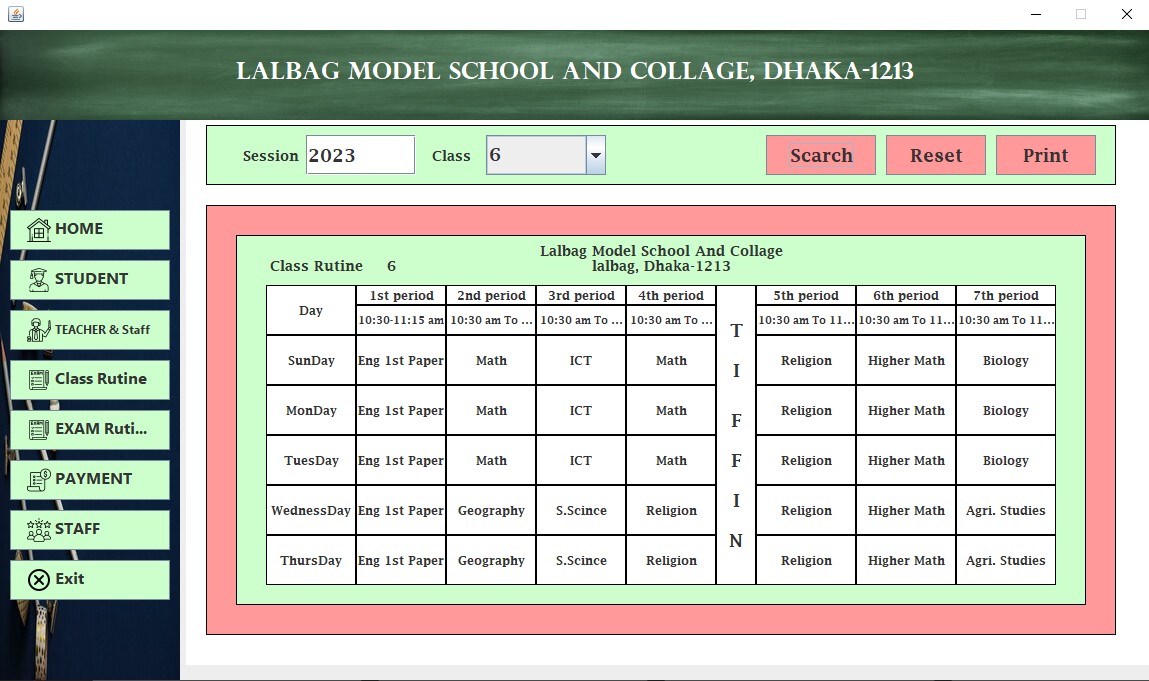 LALBAG MODEL SCHOOL AND COLLAGE, DHAKA-1213
Session 2023 Class 6 Scarch Reset Print
HOME
STUDENT
TEACHER & Staff
Class Rutine
EXAM Ruti...
PAYMENT
STAFF
Exit
Lalbag Model School And Collage
Class Rutine 6 lalbag, Dhaka-1213
Day 1st period 2nd period 3rd period 4th period 5th period 6th period 7th period
10:30-11:15 am 10:30 am To ... 10:30 am To ... 10:30 am To ... 10:30 am To 11... 10:30 am To 11... 10:30 am To 11...
T
SunDay Eng 1st Paper Math ICT Math Religion Higher Math Biology
I
MonDay Eng 1st Paper Math ICT Math Religion Higher Math Biology
F
TuesDay Eng 1st Paper Math ICT Math F Religion Higher Math Biology
I
WednessDay Eng 1st Paper Geography S.Scince Religion Religion Higher Math Agri. Studies
N
ThursDay Eng 1st Paper Geography S.Scince Religion Religion Higher Math Agri. Studies